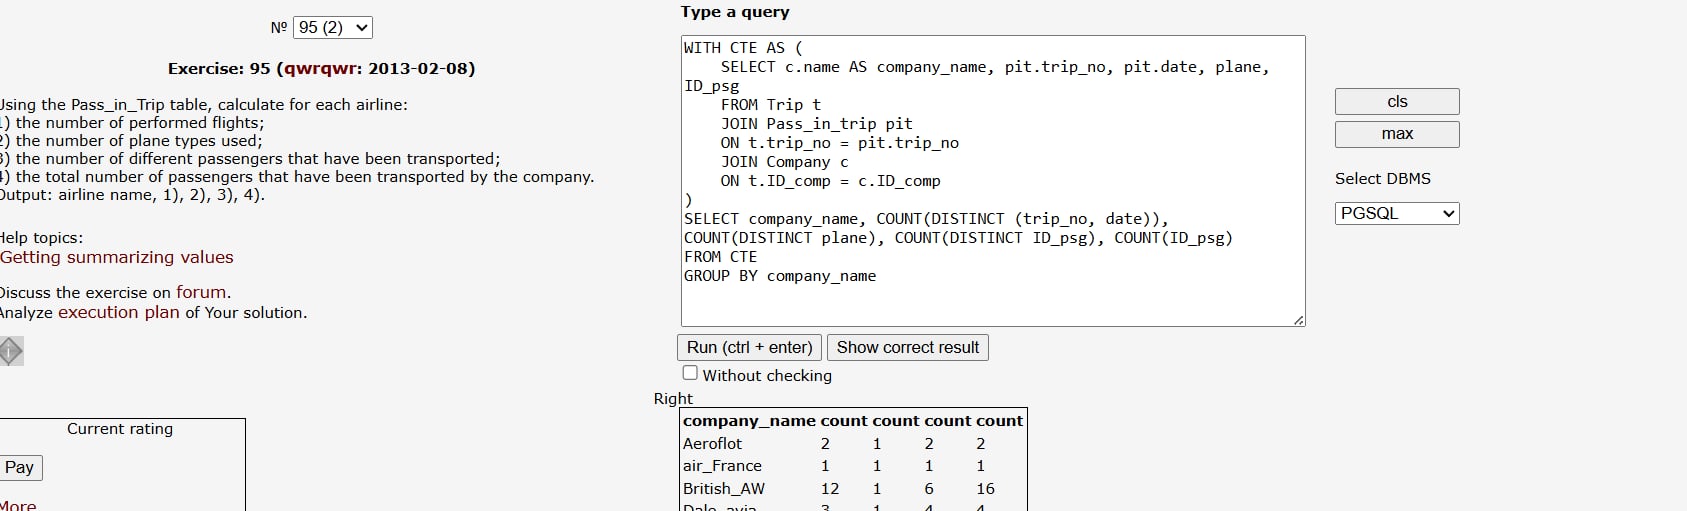 Nº 95 (2)
Exercise: 95 (qwrqwr: 2013-02-08)
Using the Pass_in_Trip table, calculate for each airline:
1) the number of performed flights;
2) the number of plane types used;
3) the number of different passengers that have been transported;
4) the total number of passengers that have been transported by the company.
Output: airline name, 1), 2), 3), 4).
Help topics:
Getting summarizing values
Discuss the exercise on forum.
Analyze execution plan of Your solution.
i
Current rating
Pay
More
Type a query
WITH CTE AS (
SELECT c.name AS company_name, pit.trip_no, pit.date, plane,
ID_psg
FROM Trip t
JOIN Pass_in_trip pit
ON t.trip_no = pit.trip_no
JOIN Company c
ON t.ID_comp = c.ID_comp
)
SELECT company_name, COUNT(DISTINCT (trip_no, date)),
COUNT(DISTINCT plane), COUNT(DISTINCT ID_psg), COUNT(ID_psg)
FROM CTE
GROUP BY company_name
cls
max
Select DBMS
PGSQL
Run (ctrl + enter) Show correct result
Without checking
Right
company_name count count count count
Aeroflot 2 1 2 2
air_France 1 1 1 1
British_AW 12 1 6 16
Dale_avia 3 1 4 4